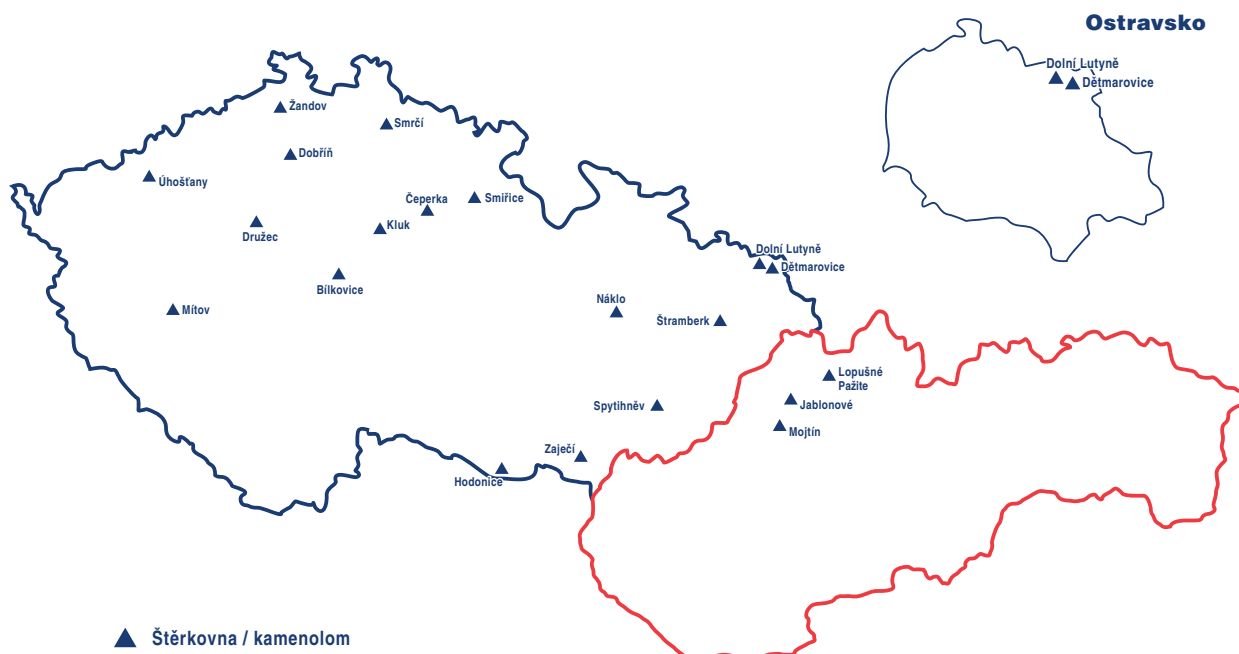 Ostravsko
Dolní Lutyně
Dětmarovice
Žandov
Smrčí
Dobříň
Úhošťany
Čeperka
Smiřice
Družec
Kluk
Dolní Lutyně
Dětmarovice
Bílkovice
Náklo
Mítov
Štramberk
Lopušné
Pažite
Jablonové
Spytihněv
Mojtín
Zaječí
Hodonice
Štěrkovna / kamenolom